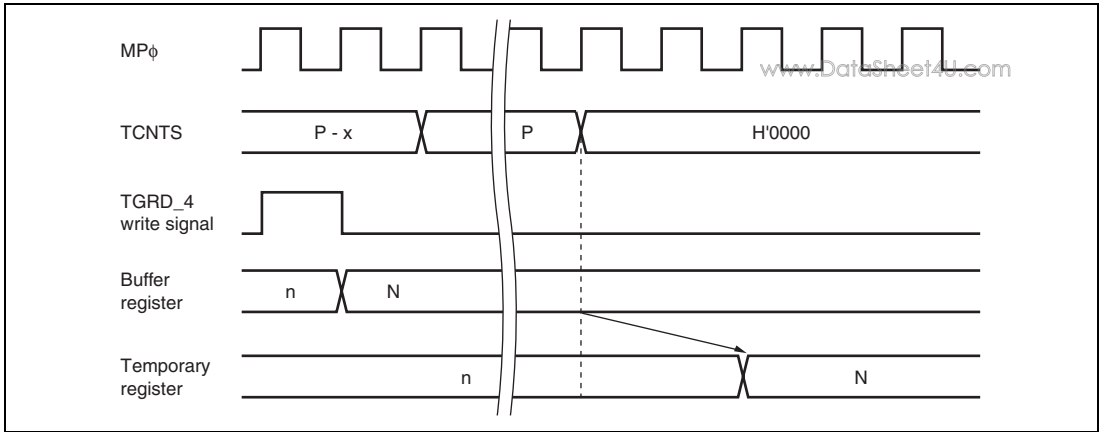 MPϕ
www.DataSheet4U.com
TCNTS
P - x
P
H'0000
TGRD_4
write signal
Buffer
register
n
N
Temporary
register
n
N